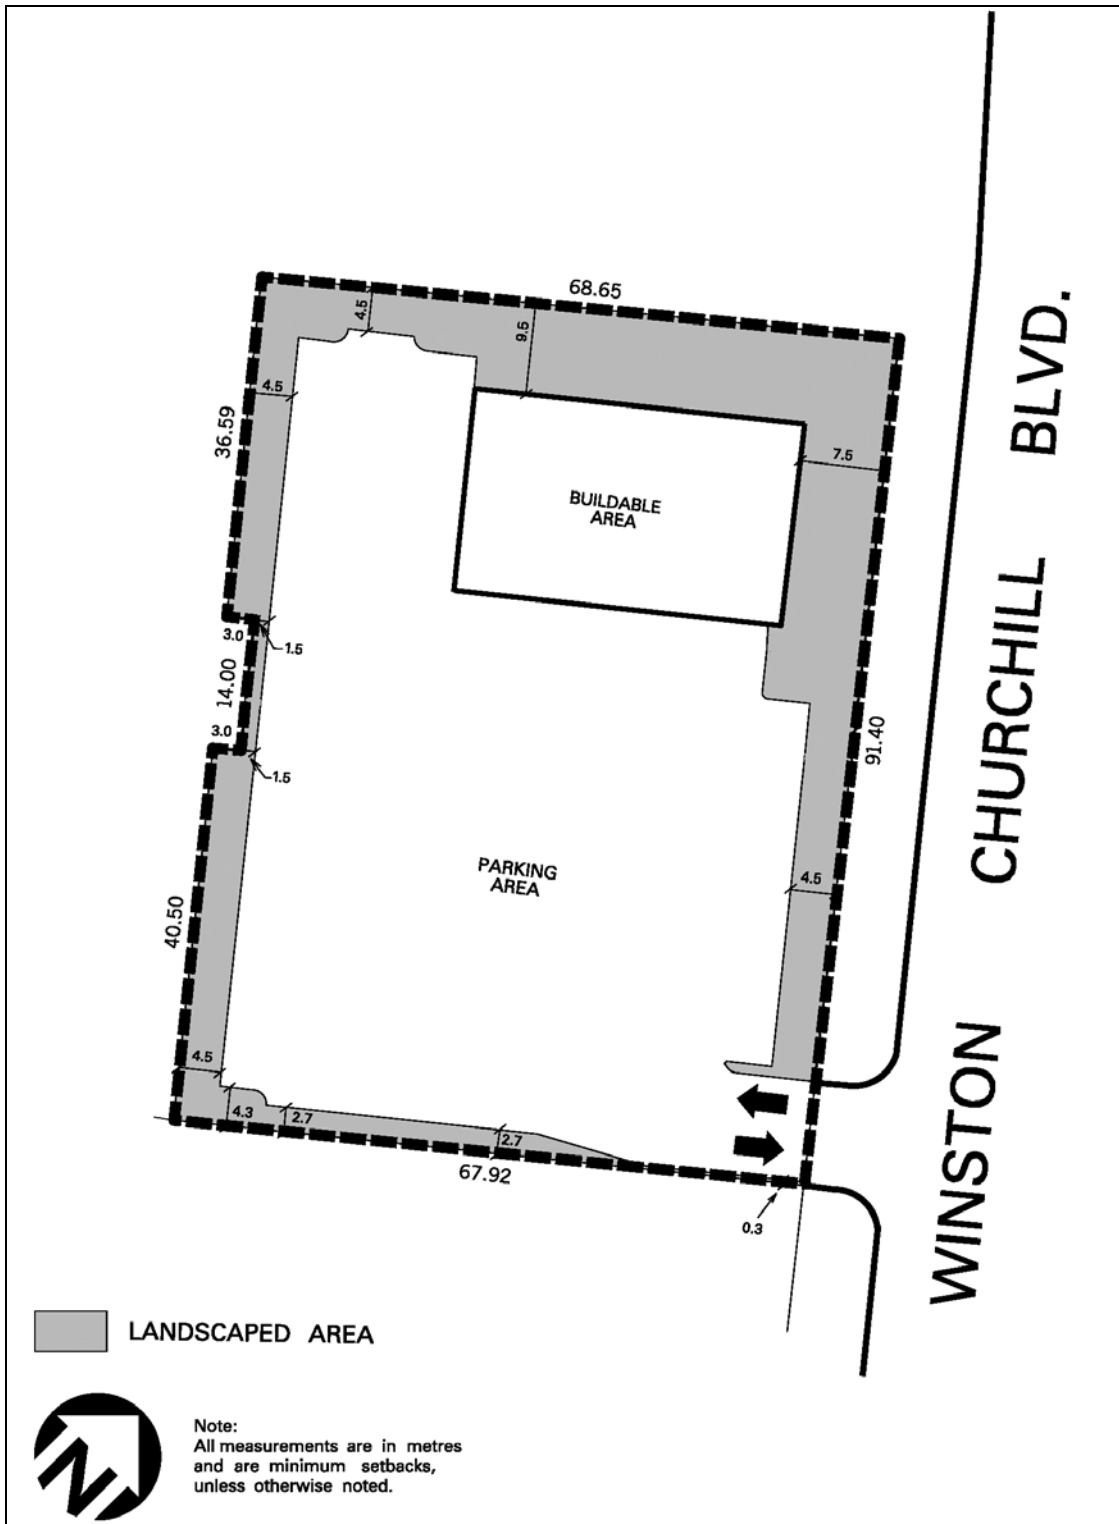 68.65
4.5
9.5
4.5
36.59
7.5
BUILDABLE
AREA
3.0
1.5
14.00
3.0
1.5
91.40
PARKING
AREA
4.5
40.50
4.5
4.3
2.7
2.7
67.92
0.3
WINSTON CHURCHILL BLVD.
LANDSCAPED AREA
N
Note:
All measurements are in metres
and are minimum setbacks,
unless otherwise noted.